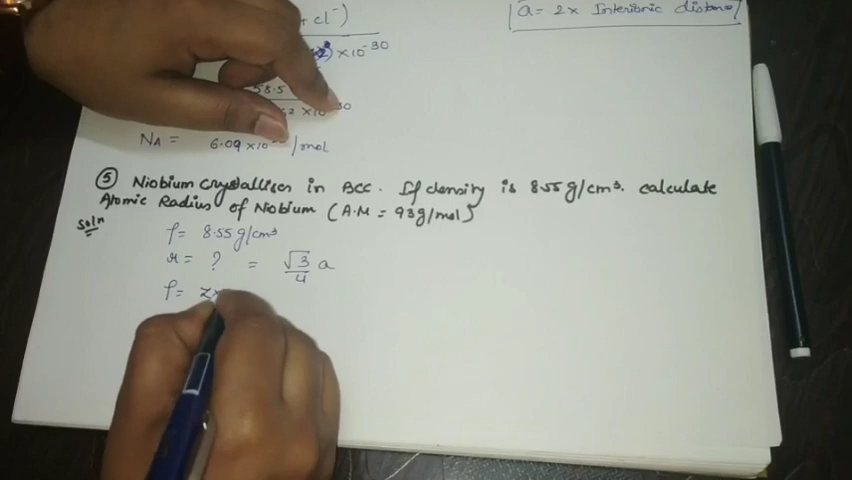 + cl⁻)
a = 2x Interionic distance
) × 10⁻³⁰
58.5
× 10⁻³⁰
NA = 6.09 × 10 /mol
⑤ Niobium crystallises in BCC. If density is 8.55 g/cm³. calculate
Atomic Radius of Niobium (A.M = 93g/mol)
Soln
ρ = 8.55 g/cm³
r = ? = √3/4 a
ρ = Z×